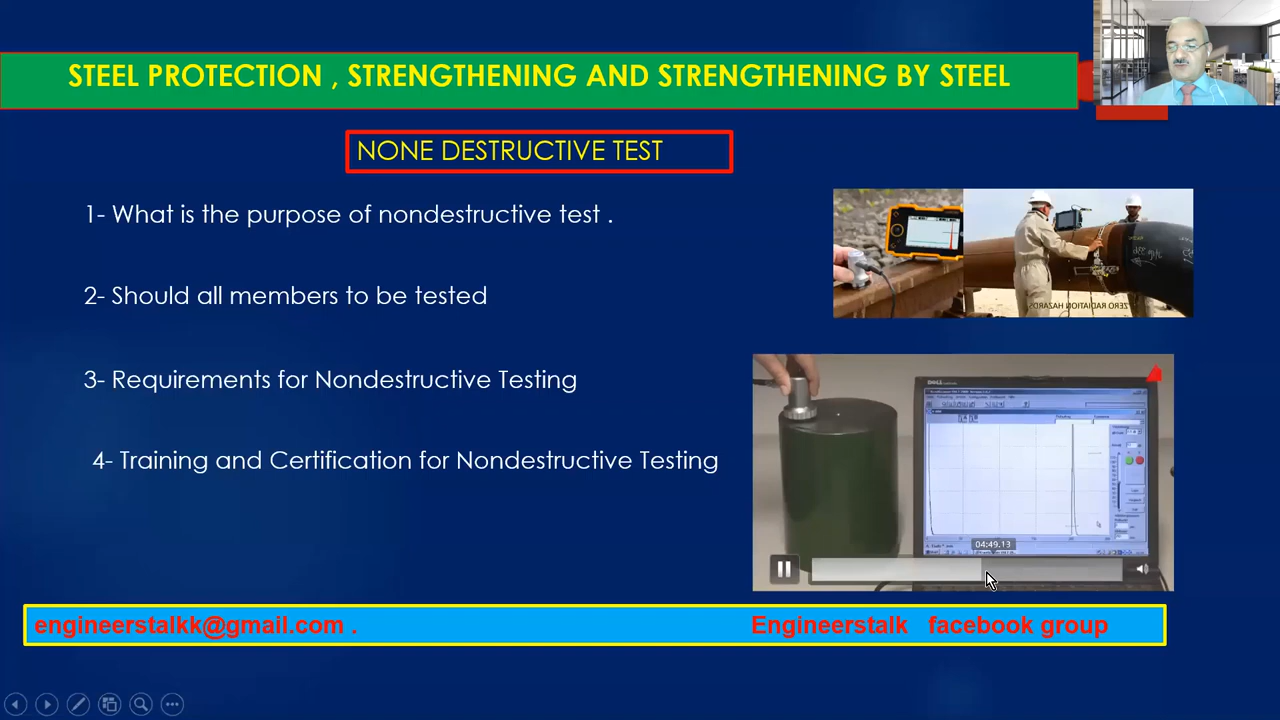 STEEL PROTECTION , STRENGTHENING AND STRENGTHENING BY STEEL
NONE DESTRUCTIVE TEST
1- What is the purpose of nondestructive test .
2- Should all members to be tested
3- Requirements for Nondestructive Testing
4- Training and Certification for Nondestructive Testing
ZERO RADIATION HAZARDS
DELL
04:49.13
engineerstalkk@gmail.com .
Engineerstalk facebook group